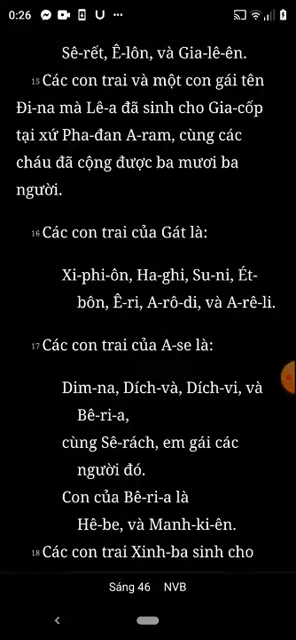 0:26
Sê-rết, Ê-lôn, và Gia-lê-ên.
15 Các con trai và một con gái tên
Đi-na mà Lê-a đã sinh cho Gia-cốp
tại xứ Pha-đan A-ram, cùng các
cháu đã cộng được ba mươi ba
người.
16 Các con trai của Gát là:
Xi-phi-ôn, Ha-ghi, Su-ni, Ét-
bôn, Ê-ri, A-rô-di, và A-rê-li.
17 Các con trai của A-se là:
Dim-na, Dích-và, Dích-vi, và
Bê-ri-a,
cùng Sê-rách, em gái các
người đó.
Con của Bê-ri-a là
Hê-be, và Manh-ki-ên.
18 Các con trai Xinh-ba sinh cho
Sáng 46 NVB